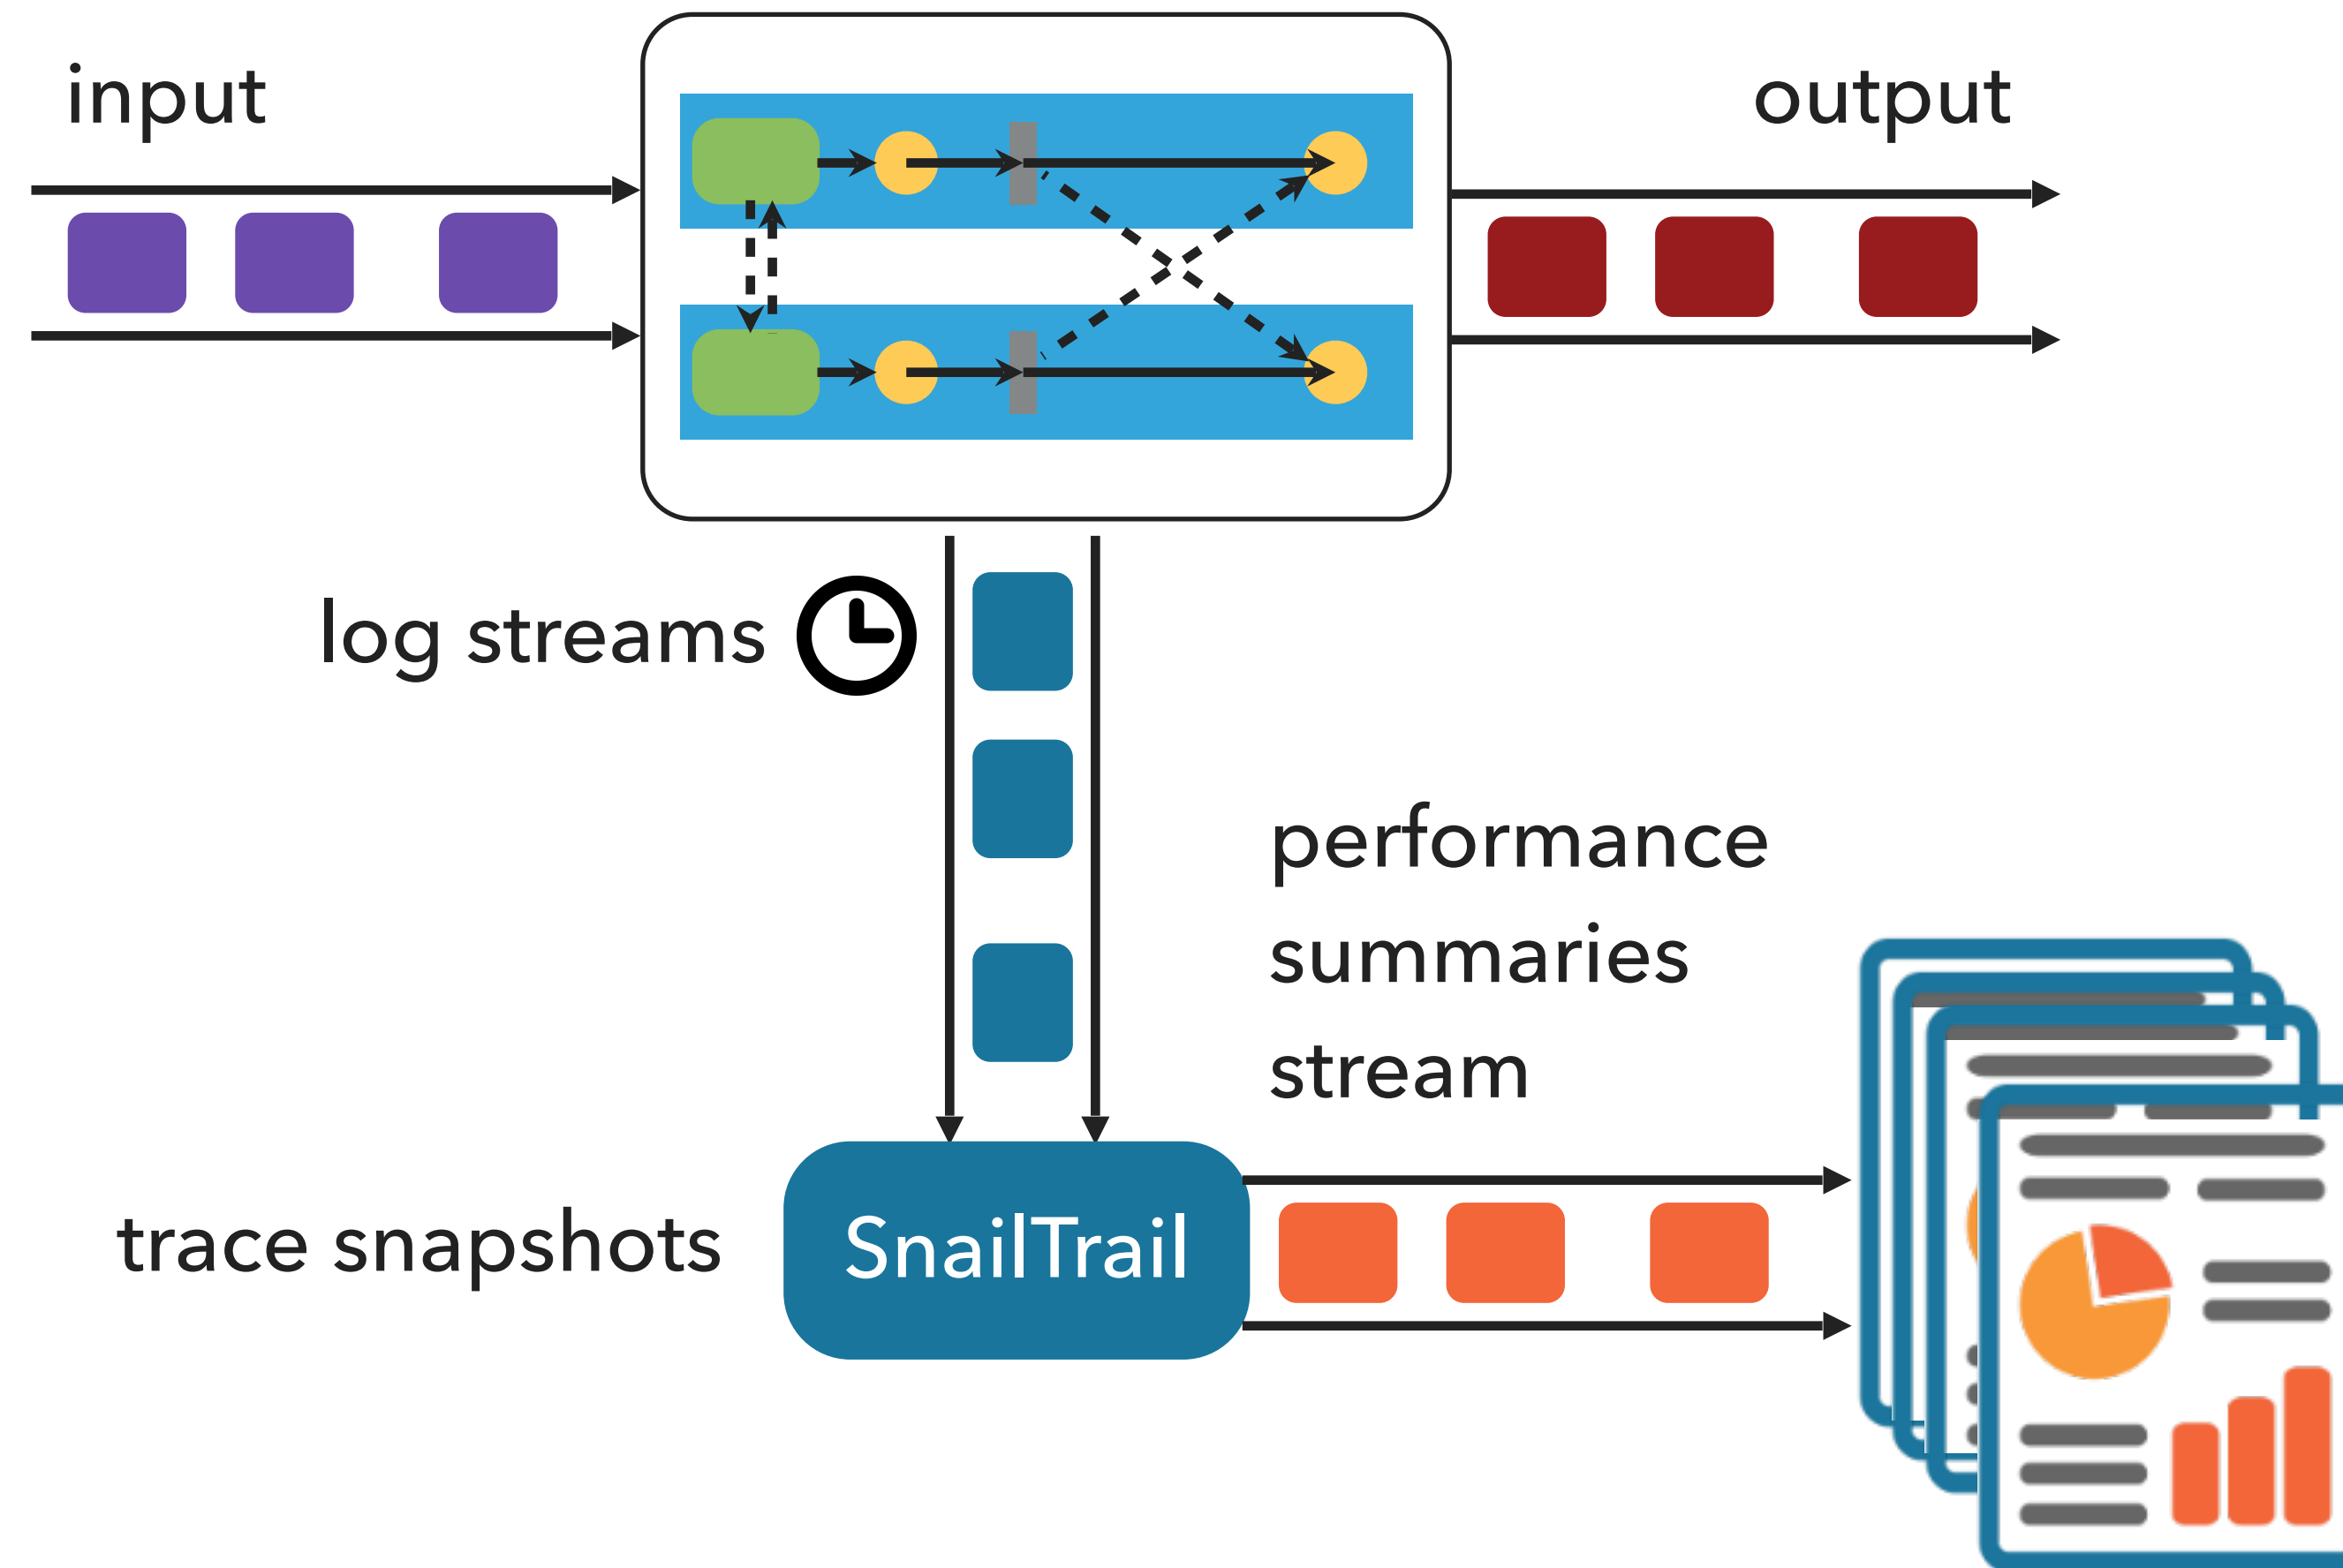 input
output
log streams
performance
summaries
stream
trace snapshots
SnailTrail